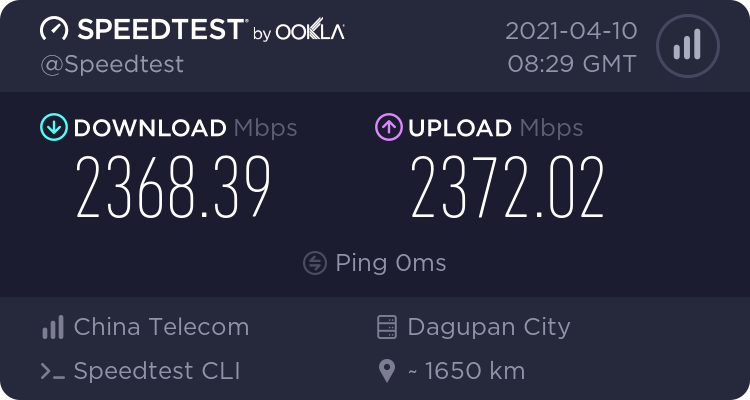 SPEEDTEST by OOKLA
@Speedtest
2021-04-10
08:29 GMT
DOWNLOAD Mbps
2368.39
UPLOAD Mbps
2372.02
Ping 0ms
China Telecom
Dagupan City
Speedtest CLI
~ 1650 km